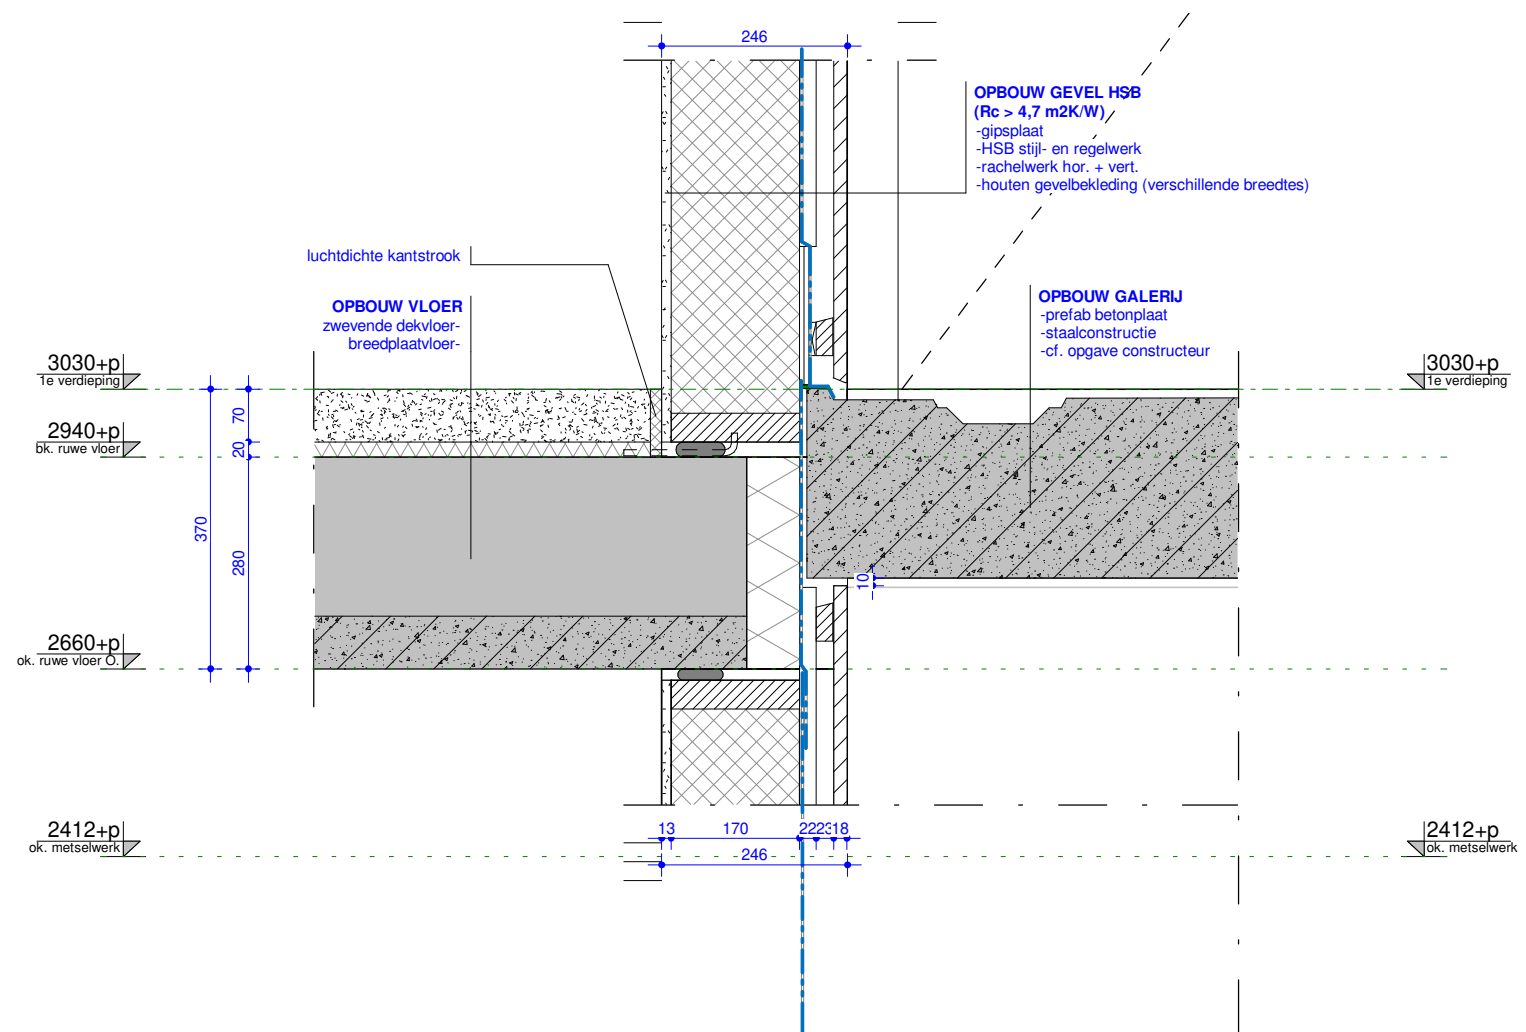 246
OPBOUW GEVEL HSB
(Rc > 4,7 m2K/W)
-gipsplaat
-HSB stijl- en regelwerk
-rachelwerk hor. + vert.
-houten gevelbekleding (verschillende breedtes)
luchtdichte kantstrook
OPBOUW VLOER
zwevende dekvloer-
breedplaatvloer-
OPBOUW GALERIJ
-prefab betonplaat
-staalconstructie
-cf. opgave constructeur
3030+p
1e verdieping
3030+p
1e verdieping
70
2940+p
bk. ruwe vloer
20
370
280
10
2660+p
ok. ruwe vloer O.
2412+p
ok. metselwerk
13
170
22
23
18
246
2412+p
ok. metselwerk